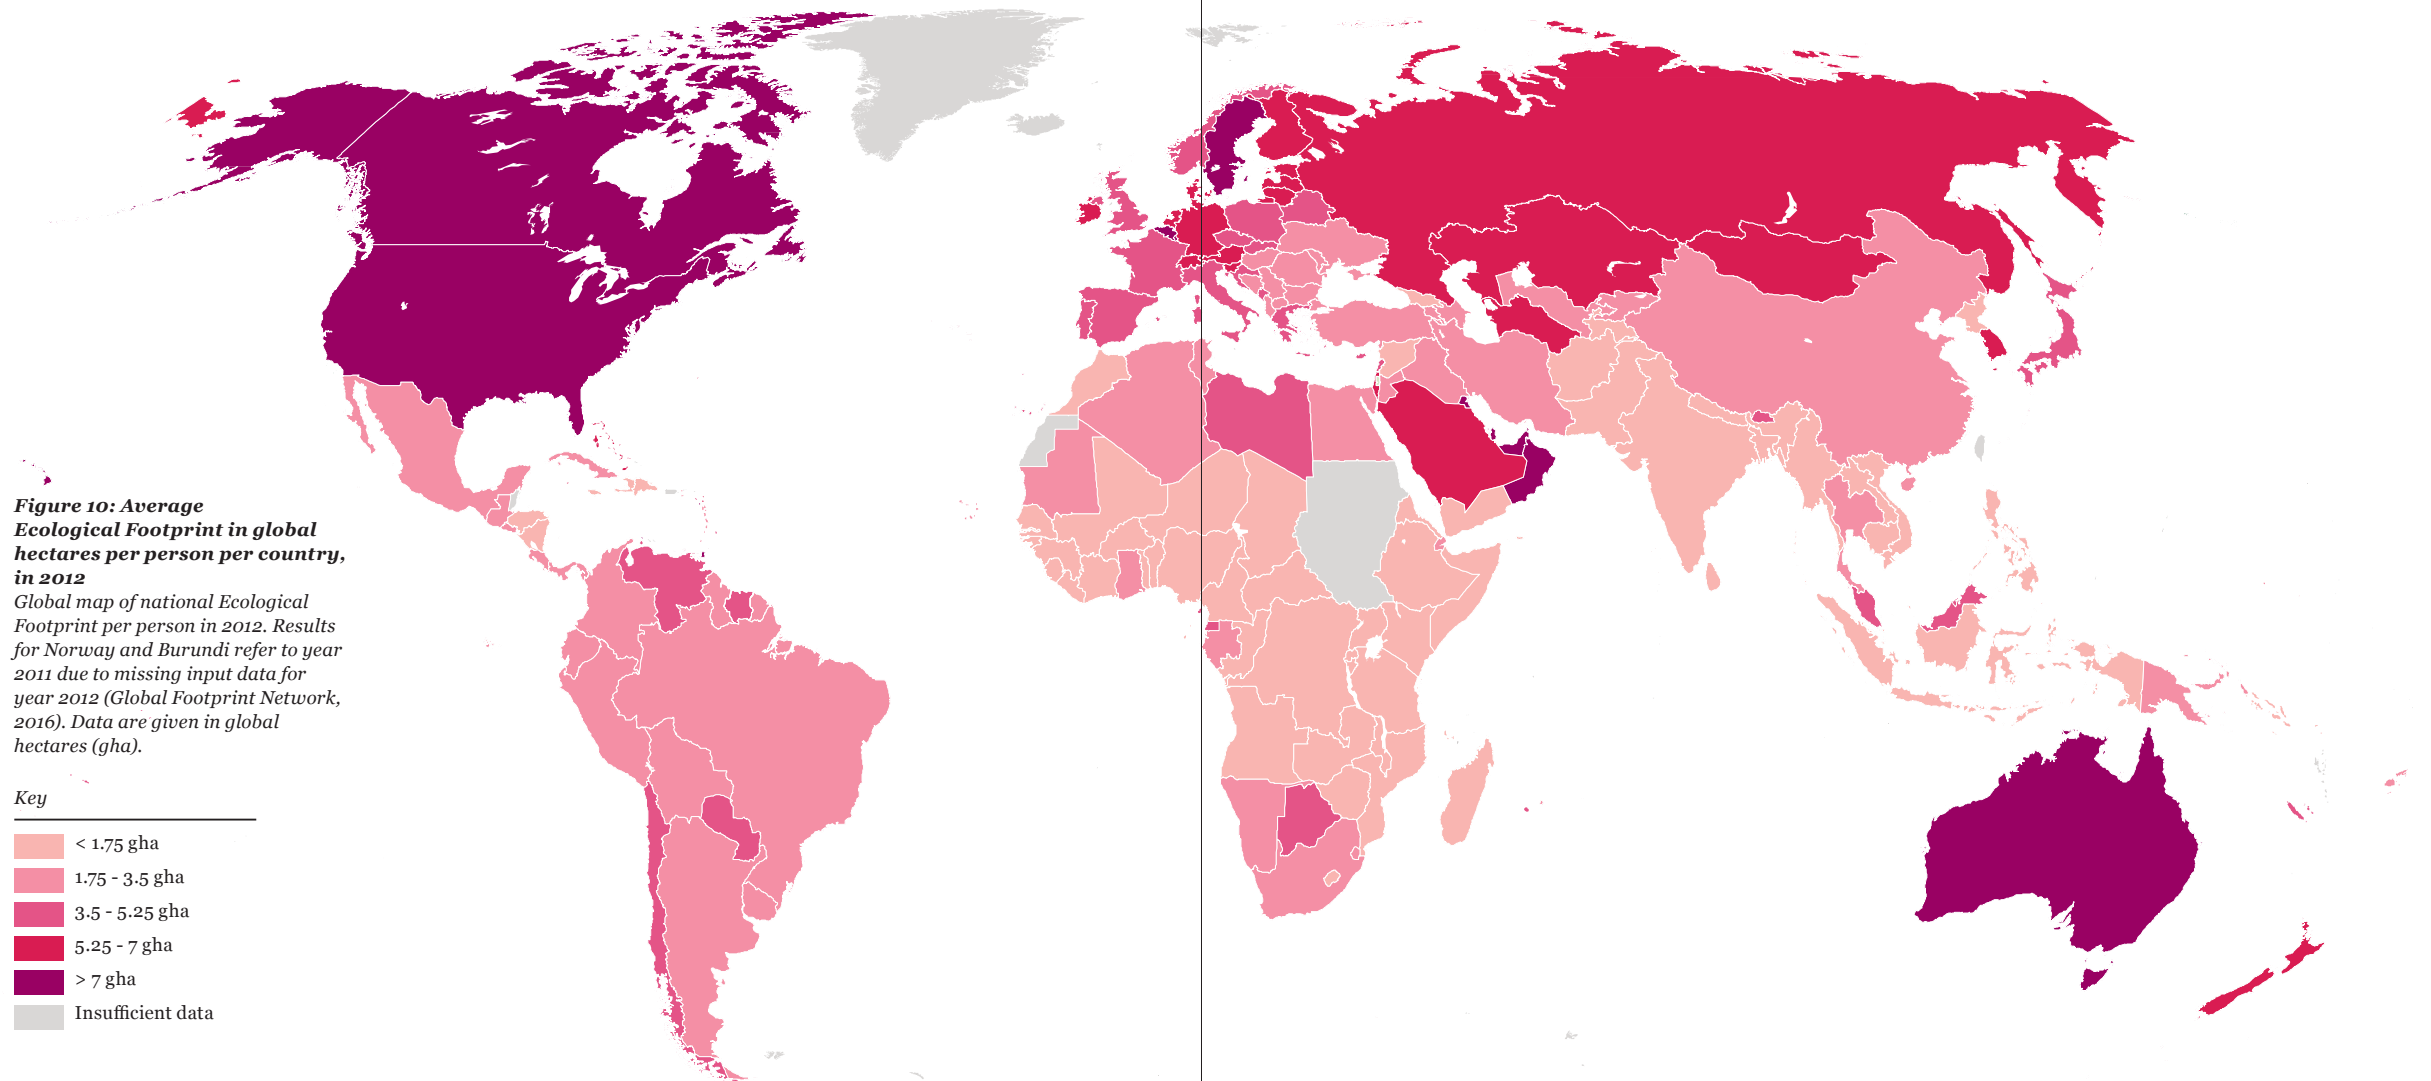 Figure 10: Average
Ecological Footprint in global
hectares per person per country,
in 2012
Global map of national Ecological
Footprint per person in 2012. Results
for Norway and Burundi refer to year
2011 due to missing input data for
year 2012 (Global Footprint Network,
2016). Data are given in global
hectares (gha).
Key
< 1.75 gha
1.75 - 3.5 gha
3.5 - 5.25 gha
5.25 - 7 gha
> 7 gha
Insufficient data